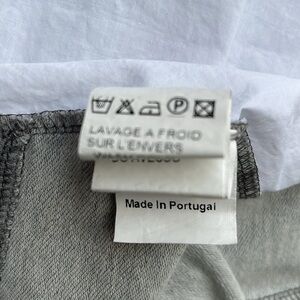 P
LAVAGE A FROID
SUR L'ENVERS
Made in Portugal